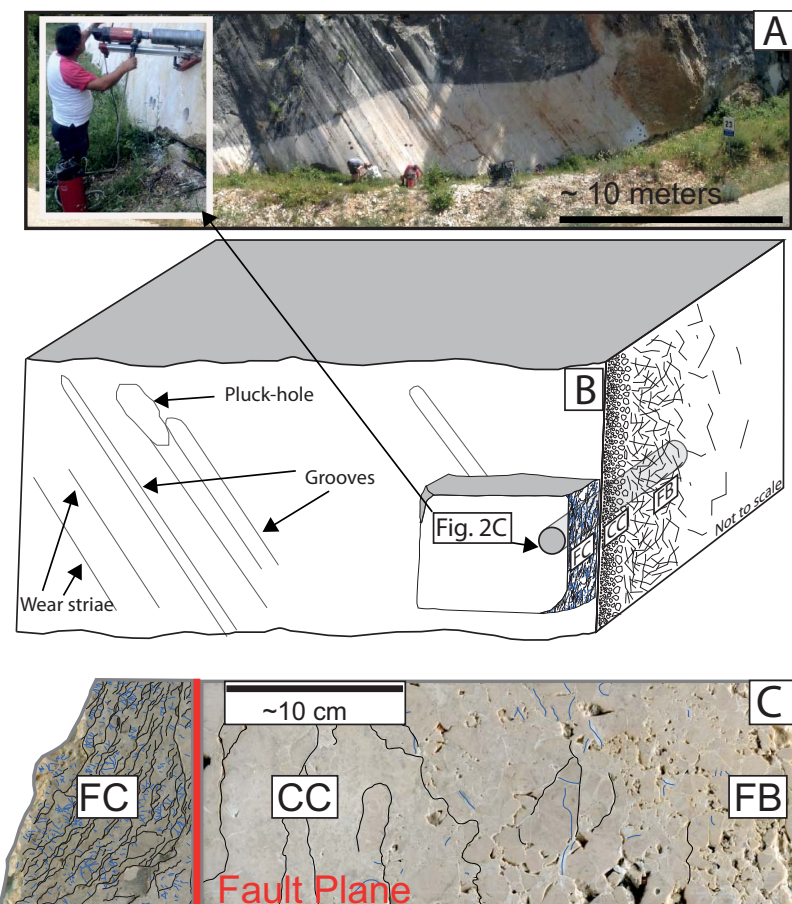 A
~ 10 meters
B
Pluck-hole
Grooves
Fig. 2C
FC
CC
FB
Not to scale
Wear striae
C
~10 cm
FC
CC
FB
Fault Plane